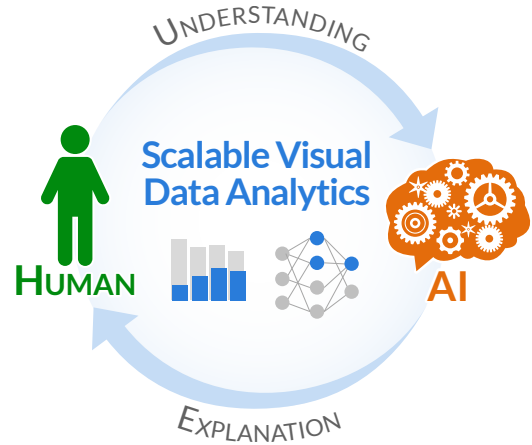 UNDERSTANDING
Scalable Visual
Data Analytics
HUMAN
AI
EXPLANATION